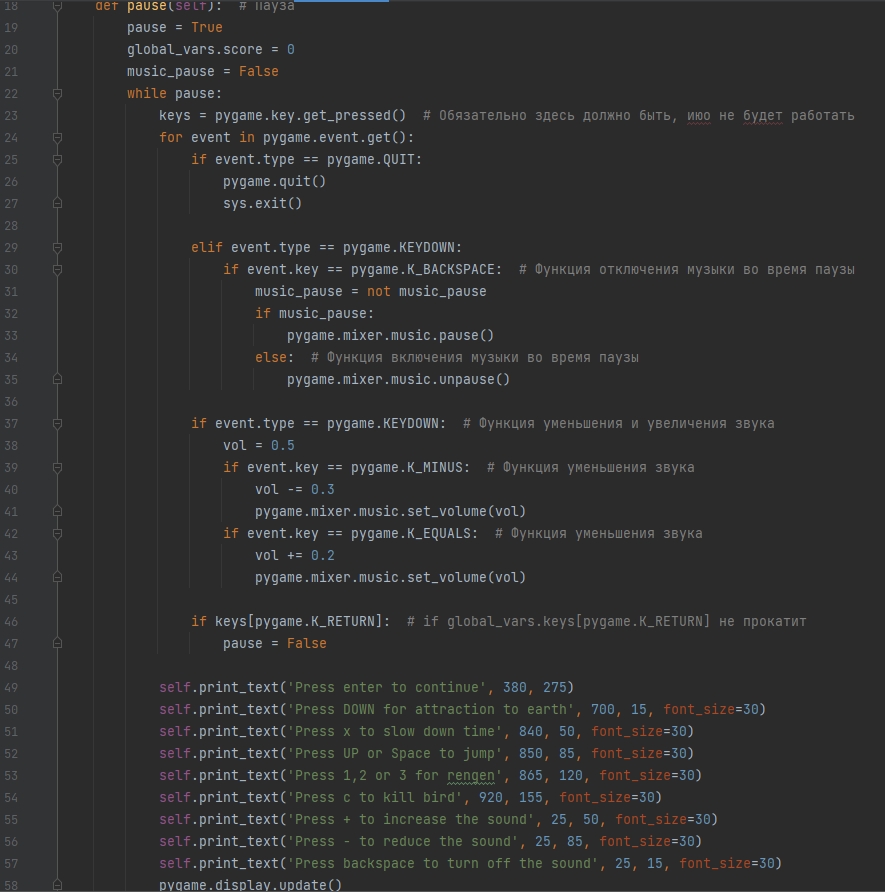 18 def pause(self):  # Пауза
19     pause = True
20     global_vars.score = 0
21     music_pause = False
22     while pause:
23         keys = pygame.key.get_pressed()  # Обязательно здесь должно быть, июо не будет работать
24         for event in pygame.event.get():
25             if event.type == pygame.QUIT:
26                 pygame.quit()
27                 sys.exit()
28
29             elif event.type == pygame.KEYDOWN:
30                 if event.key == pygame.K_BACKSPACE:  # Функция отключения музыки во время паузы
31                     music_pause = not music_pause
32                     if music_pause:
33                         pygame.mixer.music.pause()
34                     else:  # Функция включения музыки во время паузы
35                         pygame.mixer.music.unpause()
36
37             if event.type == pygame.KEYDOWN:  # Функция уменьшения и увеличения звука
38                 vol = 0.5
39                 if event.key == pygame.K_MINUS:  # Функция уменьшения звука
40                     vol -= 0.3
41                     pygame.mixer.music.set_volume(vol)
42                 if event.key == pygame.K_EQUALS:  # Функция уменьшения звука
43                     vol += 0.2
44                     pygame.mixer.music.set_volume(vol)
45
46             if keys[pygame.K_RETURN]:  # if global_vars.keys[pygame.K_RETURN] не прокатит
47                 pause = False
48
49         self.print_text('Press enter to continue', 380, 275)
50         self.print_text('Press DOWN for attraction to earth', 700, 15, font_size=30)
51         self.print_text('Press x to slow down time', 840, 50, font_size=30)
52         self.print_text('Press UP or Space to jump', 850, 85, font_size=30)
53         self.print_text('Press 1,2 or 3 for rengen', 865, 120, font_size=30)
54         self.print_text('Press c to kill bird', 920, 155, font_size=30)
55         self.print_text('Press + to increase the sound', 25, 50, font_size=30)
56         self.print_text('Press - to reduce the sound', 25, 85, font_size=30)
57         self.print_text('Press backspace to turn off the sound', 25, 15, font_size=30)
58         pygame.display.update()